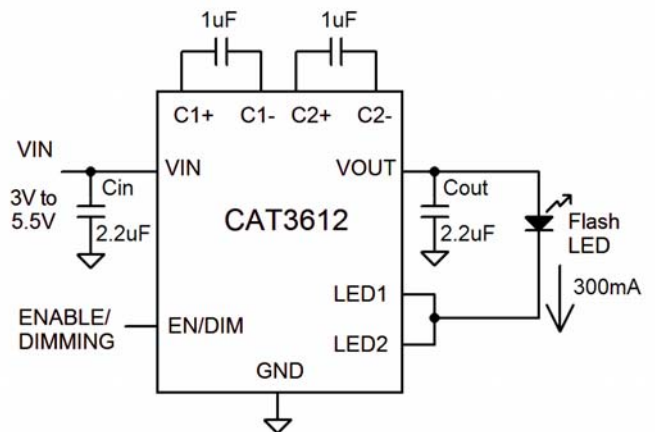 1uF
1uF
C1+
C1-
C2+
C2-
VIN
VIN
VOUT
3V to
5.5V
Cin
2.2uF
CAT3612
Cout
2.2uF
Flash
LED
300mA
LED1
LED2
ENABLE/
DIMMING
EN/DIM
GND